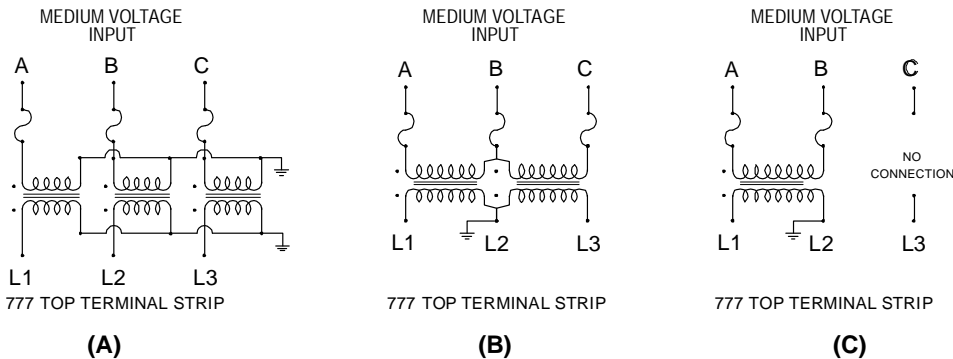 MEDIUM VOLTAGE
INPUT
A B C
L1 L2 L3
777 TOP TERMINAL STRIP
(A)
MEDIUM VOLTAGE
INPUT
A B C
L1 L2 L3
777 TOP TERMINAL STRIP
(B)
MEDIUM VOLTAGE
INPUT
A B C
NO
CONNECTION
L1 L2 L3
777 TOP TERMINAL STRIP
(C)